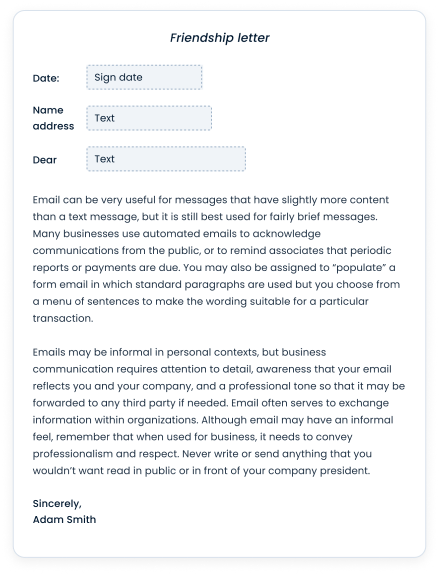 Friendship letter
Date:
Sign date
Name
address
Text
Dear
Text
Email can be very useful for messages that have slightly more content
than a text message, but it is still best used for fairly brief messages.
Many businesses use automated emails to acknowledge
communications from the public, or to remind associates that periodic
reports or payments are due. You may also be assigned to “populate” a
form email in which standard paragraphs are used but you choose from
a menu of sentences to make the wording suitable for a particular
transaction.
Emails may be informal in personal contexts, but business
communication requires attention to detail, awareness that your email
reflects you and your company, and a professional tone so that it may be
forwarded to any third party if needed. Email often serves to exchange
information within organizations. Although email may have an informal
feel, remember that when used for business, it needs to convey
professionalism and respect. Never write or send anything that you
wouldn’t want read in public or in front of your company president.
Sincerely,
Adam Smith